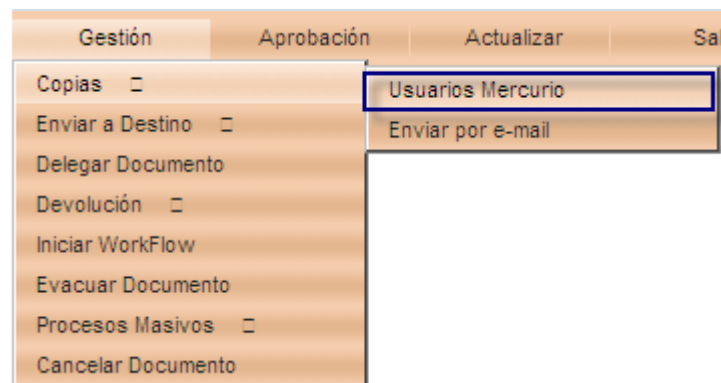 Gestión Aprobación Actualizar Sal
Copias
Usuarios Mercurio
Enviar a Destino
Enviar por e-mail
Delegar Documento
Devolución
Iniciar WorkFlow
Evacuar Documento
Procesos Masivos
Cancelar Documento